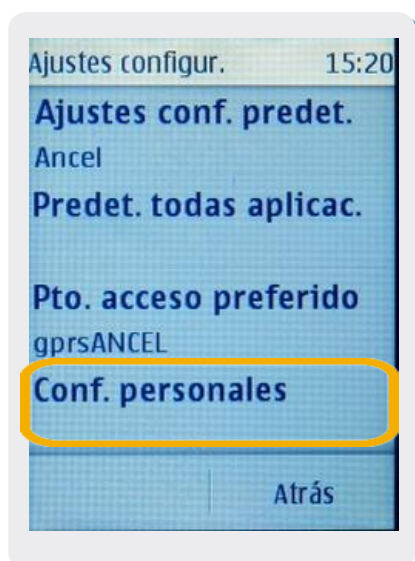 Ajustes configur. 15:20
Ajustes conf. predet.
Ancel
Predet. todas aplicac.
Pto. acceso preferido
gprsANCEL
Conf. personales
Atrás